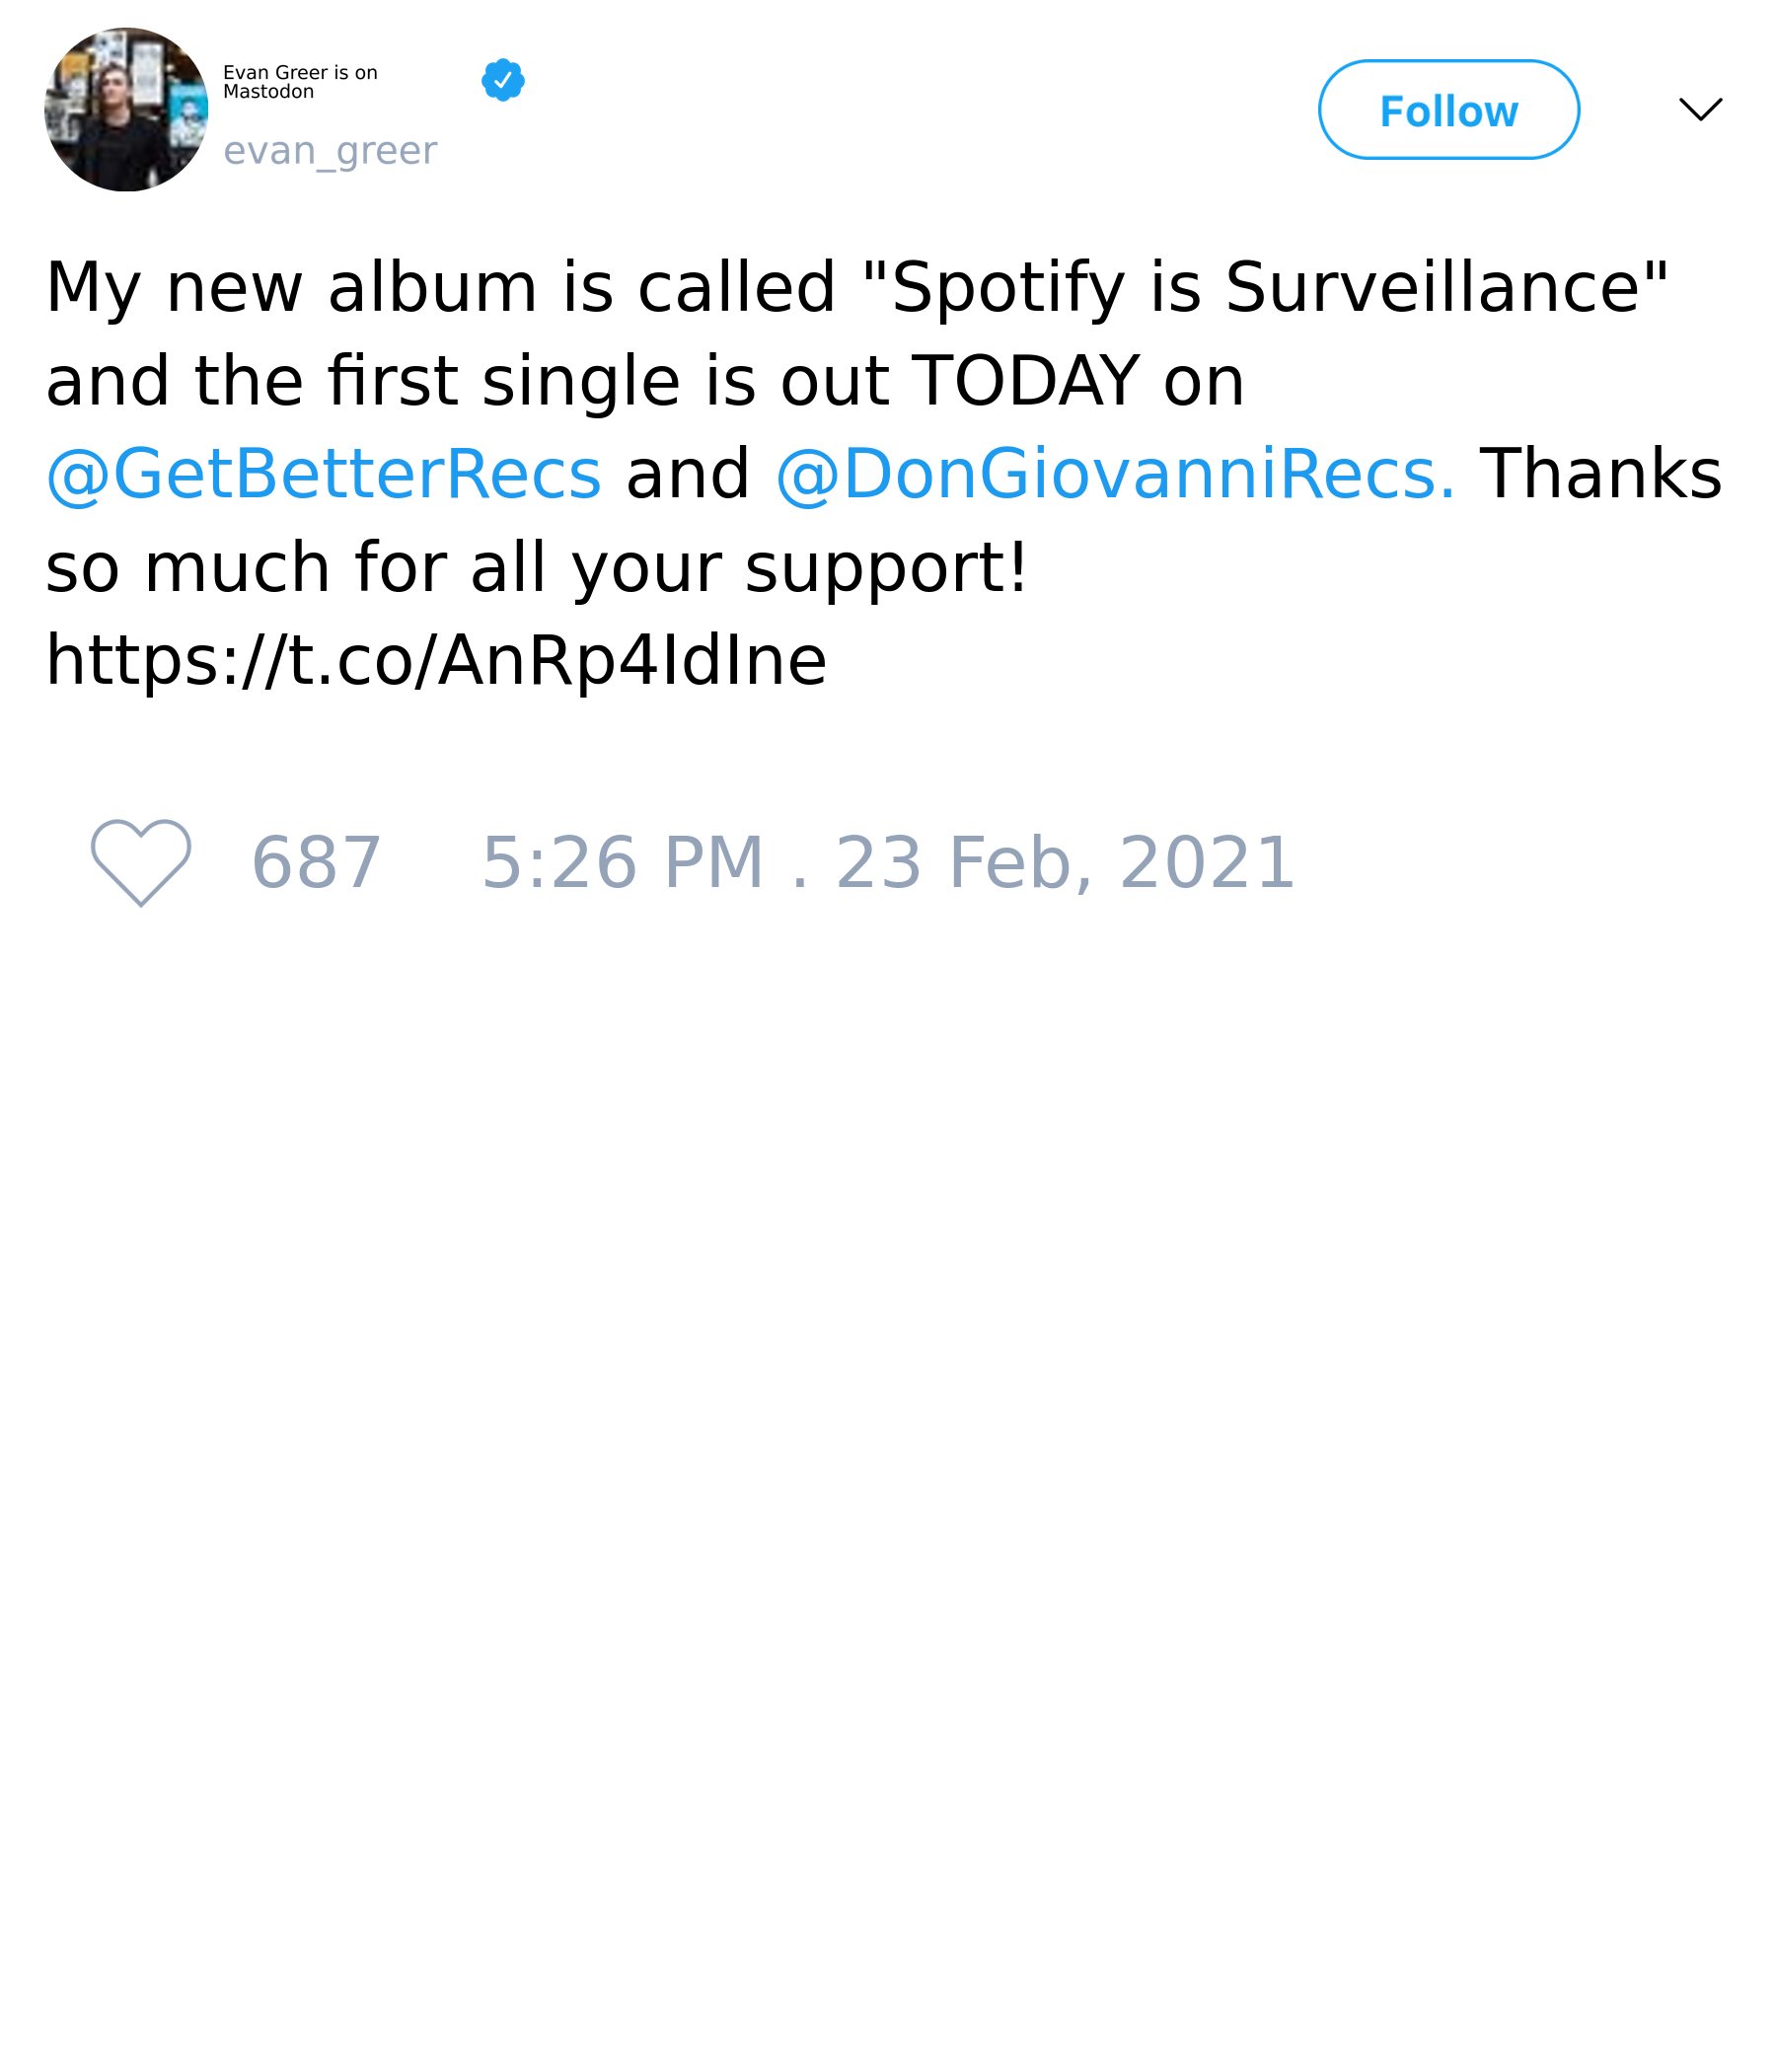 Evan Greer is on
Mastodon
evan_greer
Follow
My new album is called "Spotify is Surveillance"
and the first single is out TODAY on
@GetBetterRecs and @DonGiovanniRecs. Thanks
so much for all your support!
https://t.co/AnRp4IdIne
687 5:26 PM . 23 Feb, 2021